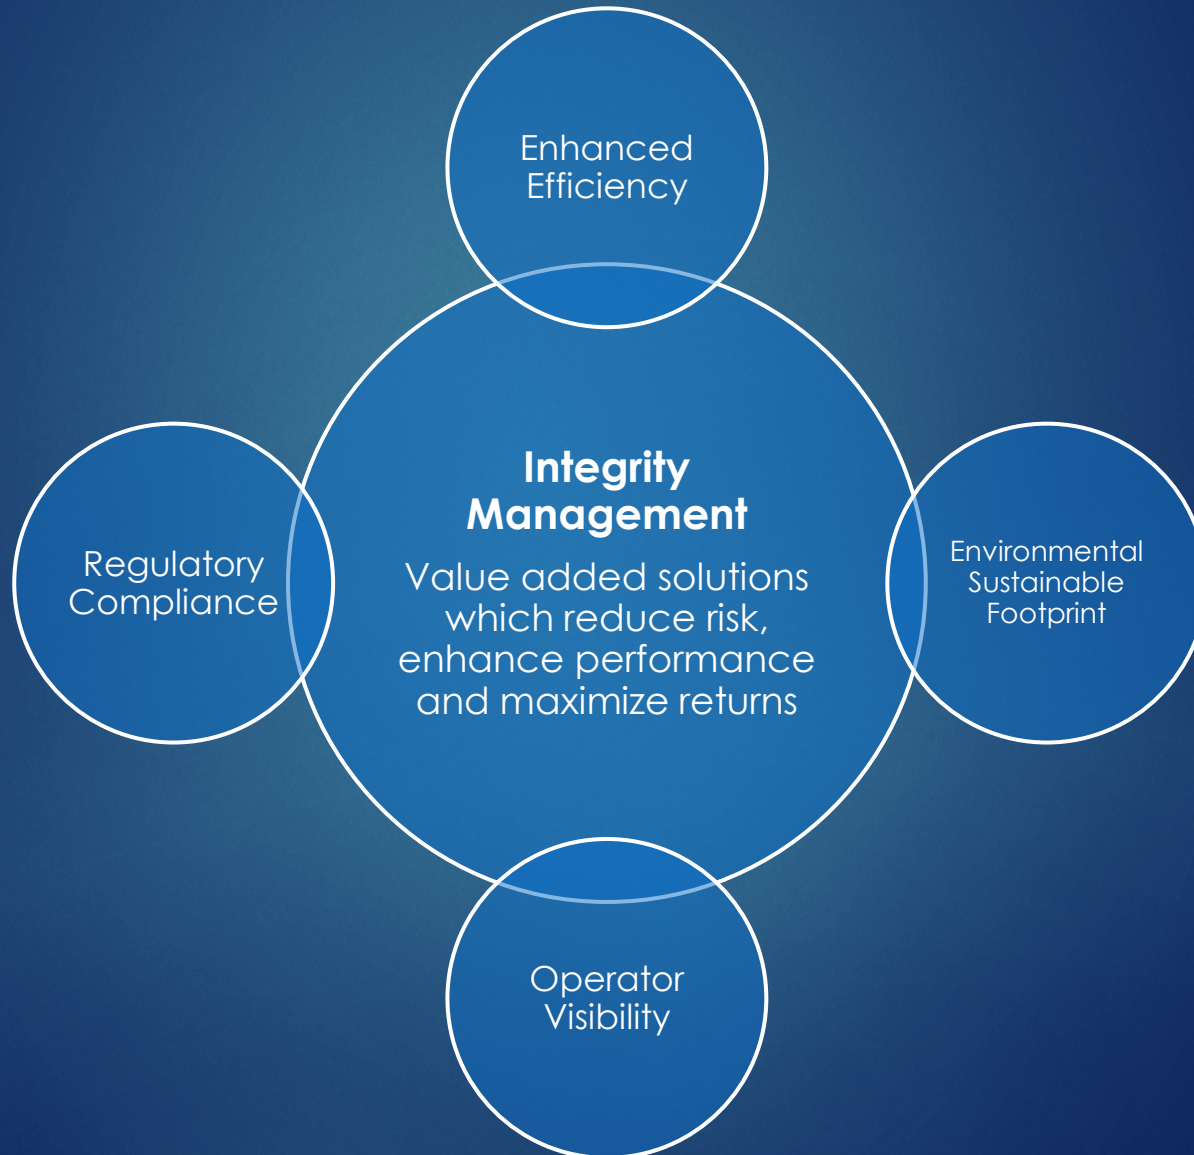 Enhanced
Efficiency
Integrity
Management
Value added solutions
which reduce risk,
enhance performance
and maximize returns
Regulatory
Compliance
Environmental
Sustainable
Footprint
Operator
Visibility